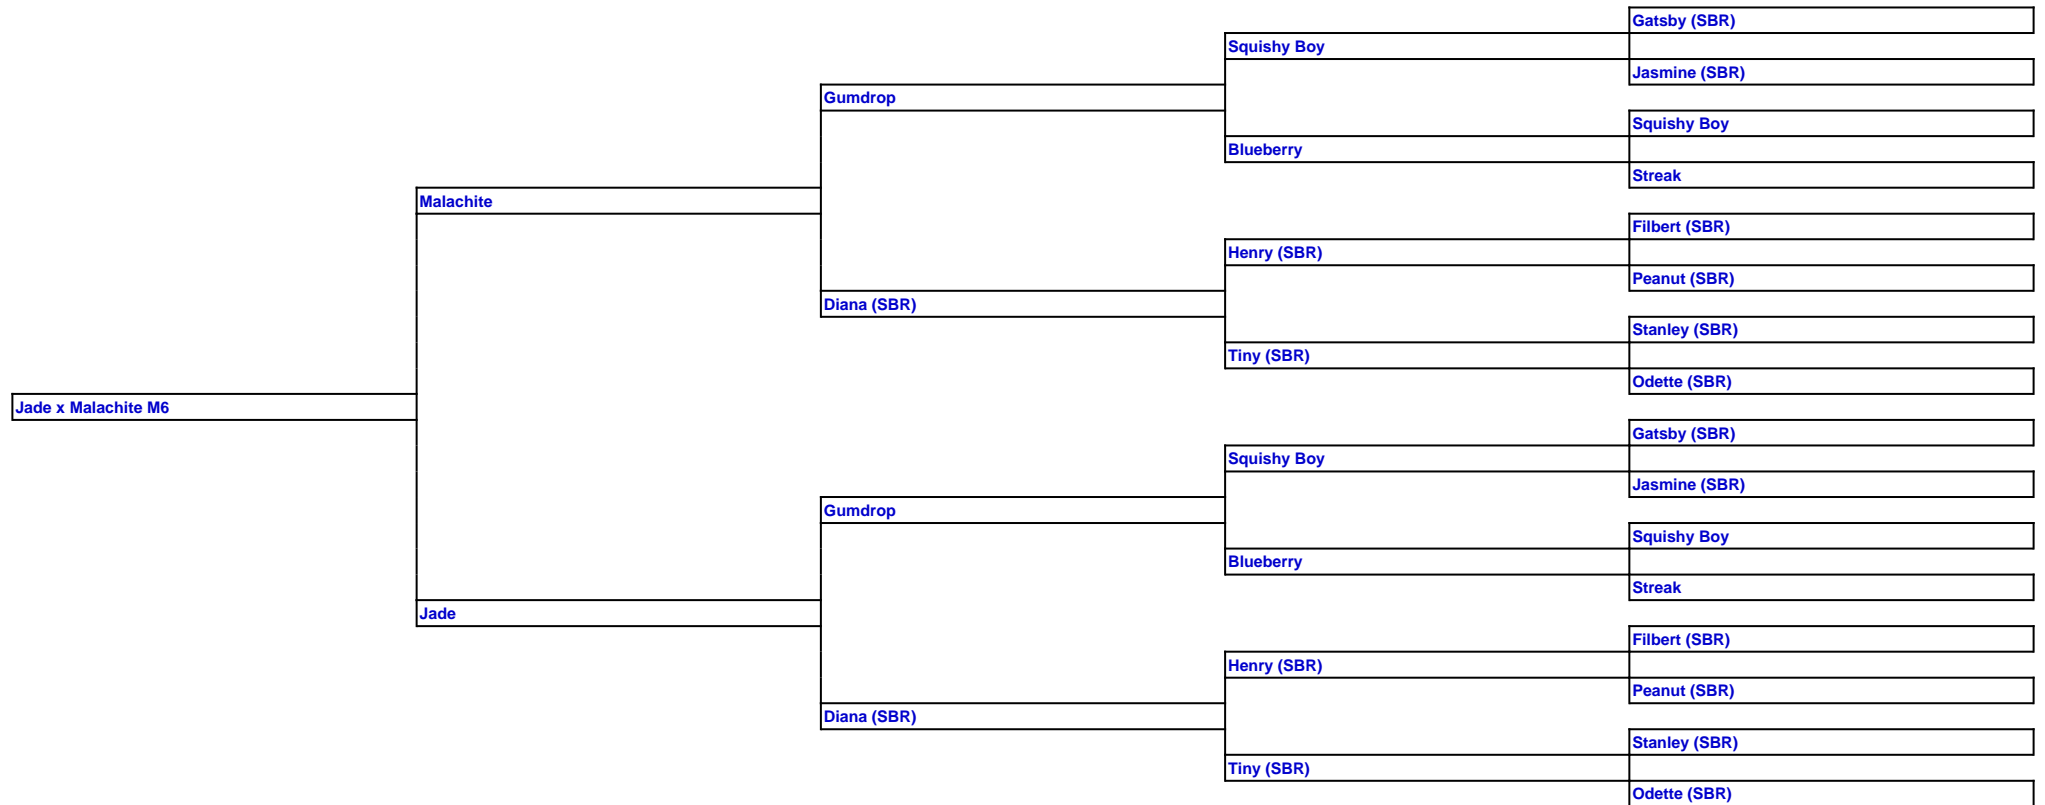 Gatsby (SBR)
Squishy Boy
Jasmine (SBR)
Gumdrop
Squishy Boy
Blueberry
Streak
Malachite
Filbert (SBR)
Henry (SBR)
Peanut (SBR)
Diana (SBR)
Stanley (SBR)
Tiny (SBR)
Odette (SBR)
Jade x Malachite M6
Gatsby (SBR)
Squishy Boy
Jasmine (SBR)
Gumdrop
Squishy Boy
Blueberry
Streak
Jade
Filbert (SBR)
Henry (SBR)
Peanut (SBR)
Diana (SBR)
Stanley (SBR)
Tiny (SBR)
Odette (SBR)